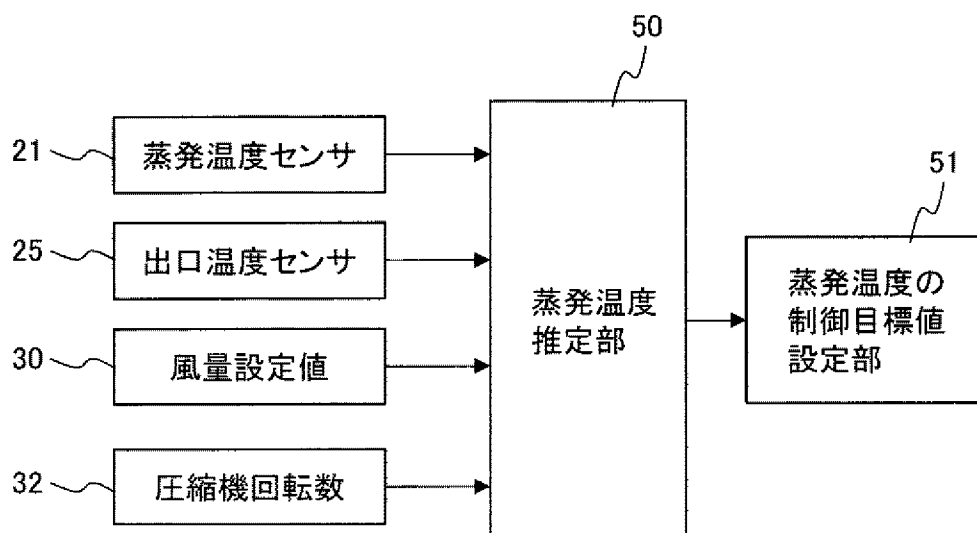 50
21
蒸発温度センサ
51
25
出口温度センサ
蒸発温度
推定部
蒸発温度の
制御目標値
設定部
30
風量設定値
32
圧縮機回転数